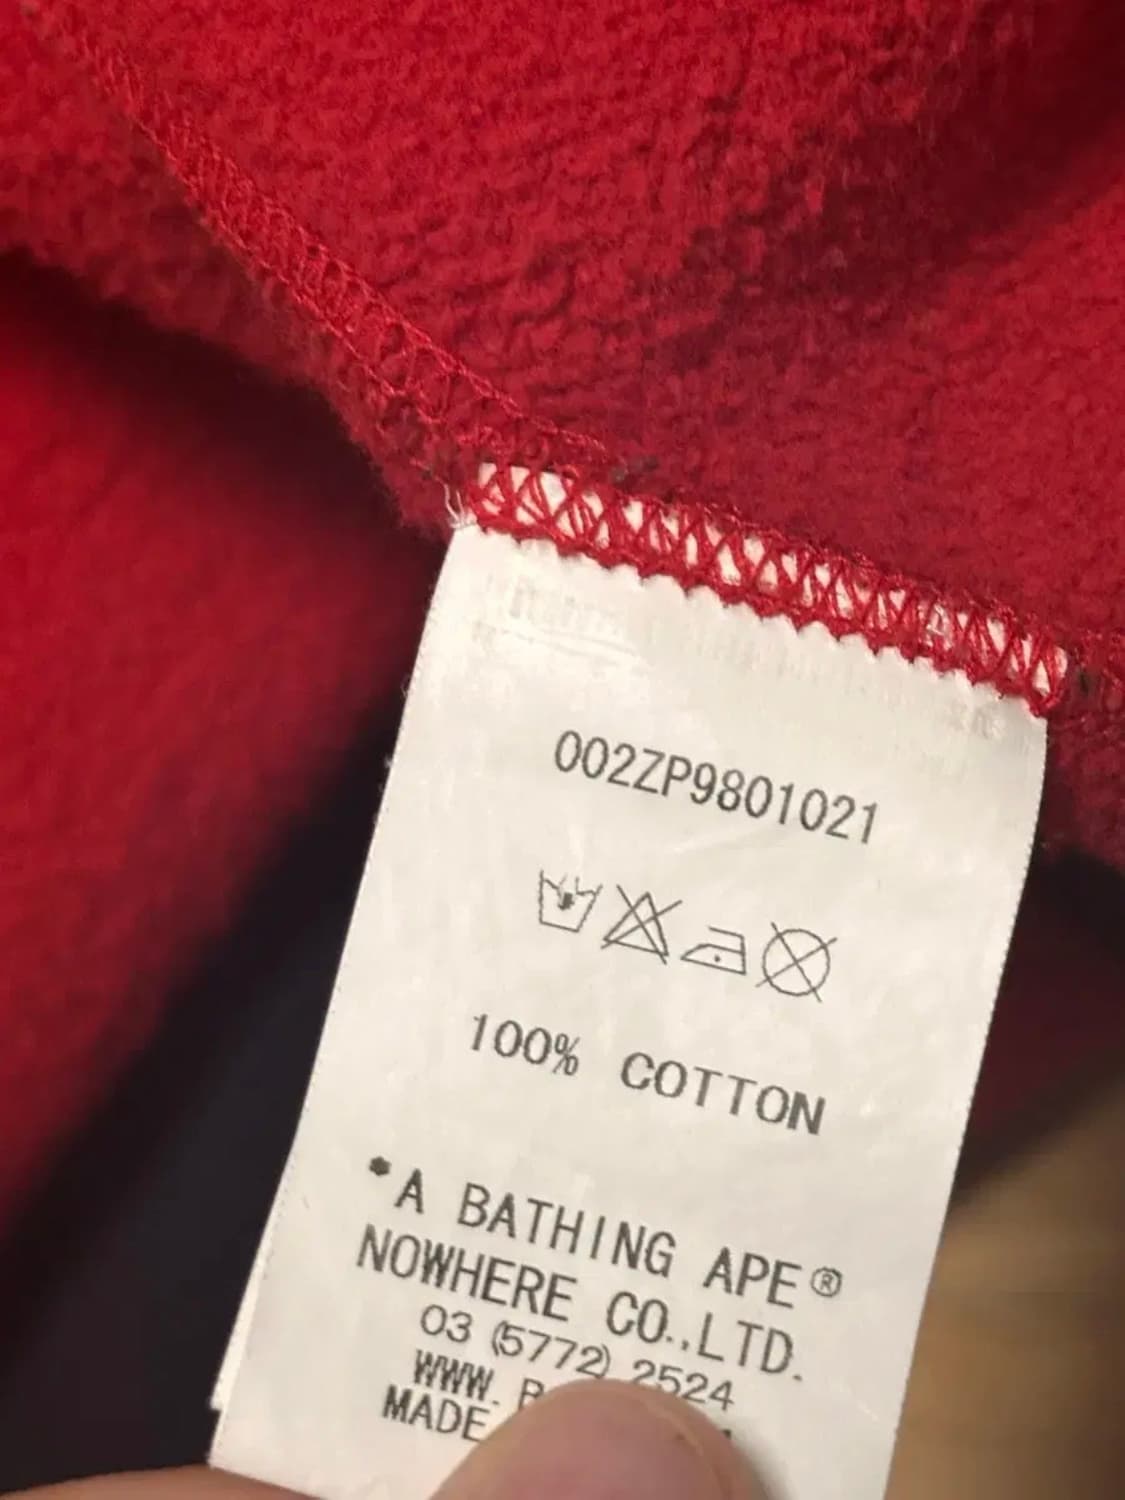 002ZP9801021
100% COTTON
*A BATHING APE®
NOWHERE CO.,LTD.
03 (5772) 2524
WWW.
MADE